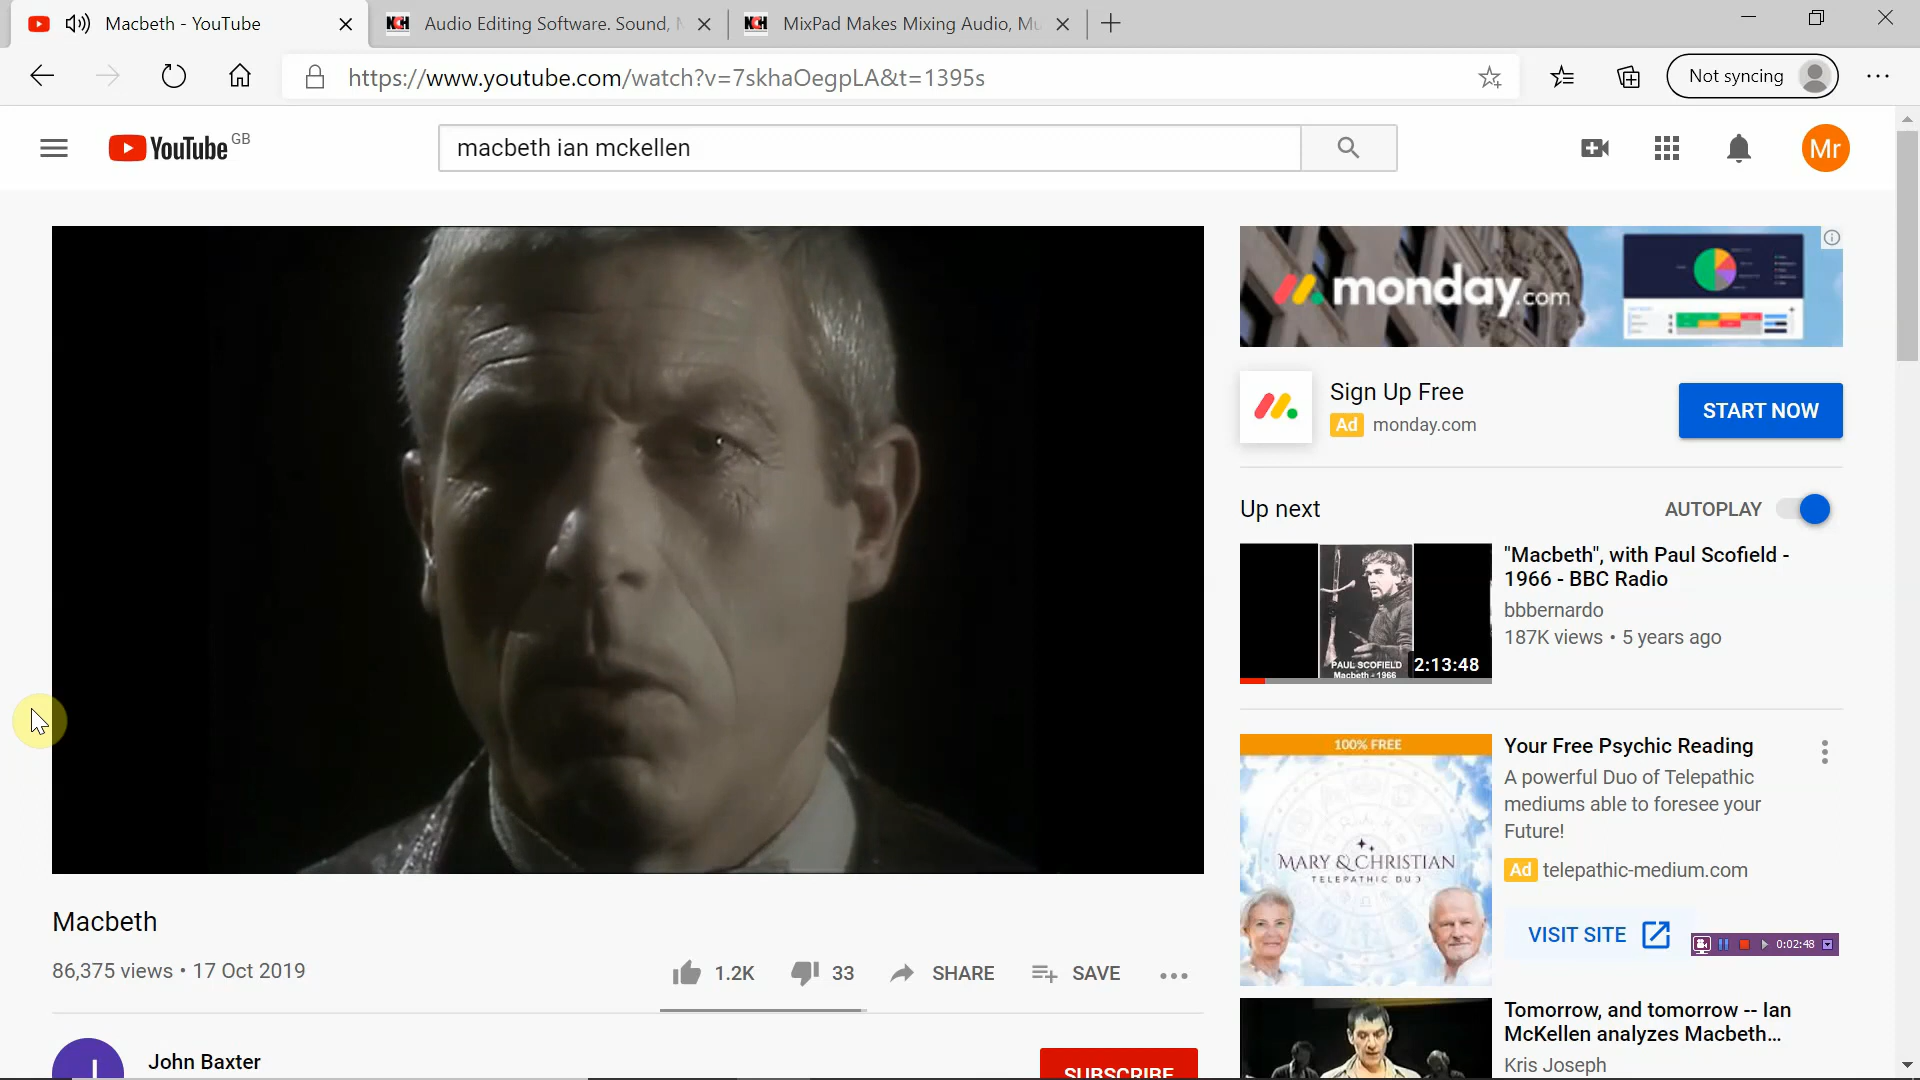 Macbeth - YouTube
NCH Audio Editing Software. Sound,
NCH MixPad Makes Mixing Audio, Mu
https://www.youtube.com/watch?v=7skhaOegpLA&t=1395s
Not syncing
YouTube GB
macbeth ian mckellen
Mr
monday.com
Sign Up Free
Ad monday.com
START NOW
Up next
AUTOPLAY
"Macbeth", with Paul Scofield -
1966 - BBC Radio
bbbernardo
187K views • 5 years ago
PAUL SCOFIELD
Macbeth - 1966
2:13:48
100% FREE
MARY & CHRISTIAN
TELEPATHIC DUO
Your Free Psychic Reading
A powerful Duo of Telepathic
mediums able to foresee your
Future!
Ad telepathic-medium.com
VISIT SITE
0:02:48
Macbeth
86,375 views • 17 Oct 2019
1.2K
33
SHARE
SAVE
J
John Baxter
SUBSCRIBE
Tomorrow, and tomorrow -- Ian
McKellen analyzes Macbeth...
Kris Joseph